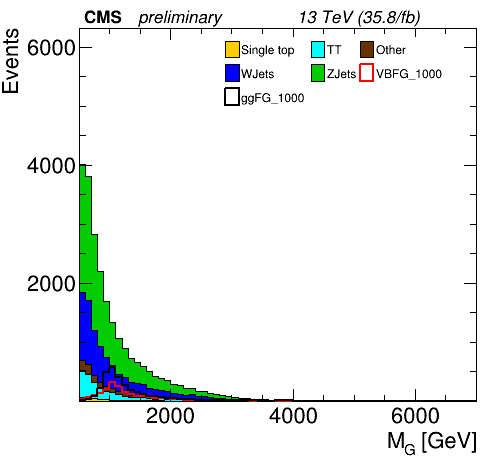 CMS preliminary 13 TeV (35.8/fb)
Events
6000
4000
2000
Single top TT Other
WJets ZJets VBFG_1000
ggFG_1000
2000 4000 6000
M_G [GeV]